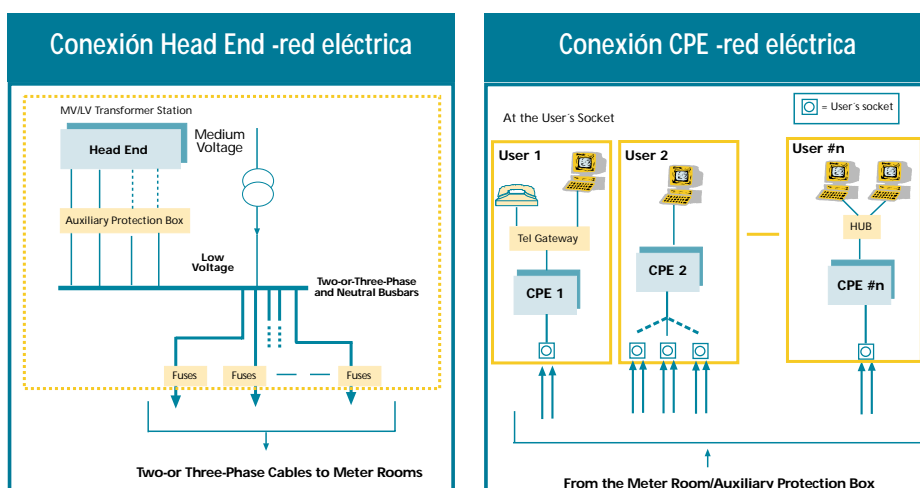 Conexión Head End -red eléctrica
MV/LV Transformer Station
Head End
Medium
Voltage
Auxiliary Protection Box
Low
Voltage
Two-or-Three-Phase
and Neutral Busbars
Fuses
Fuses
Fuses
Two-or Three-Phase Cables to Meter Rooms
Conexión CPE -red eléctrica
At the User´s Socket
= User´s socket
User 1
User 2
User #n
Tel Gateway
HUB
CPE 1
CPE 2
CPE #n
From the Meter Room/Auxiliary Protection Box